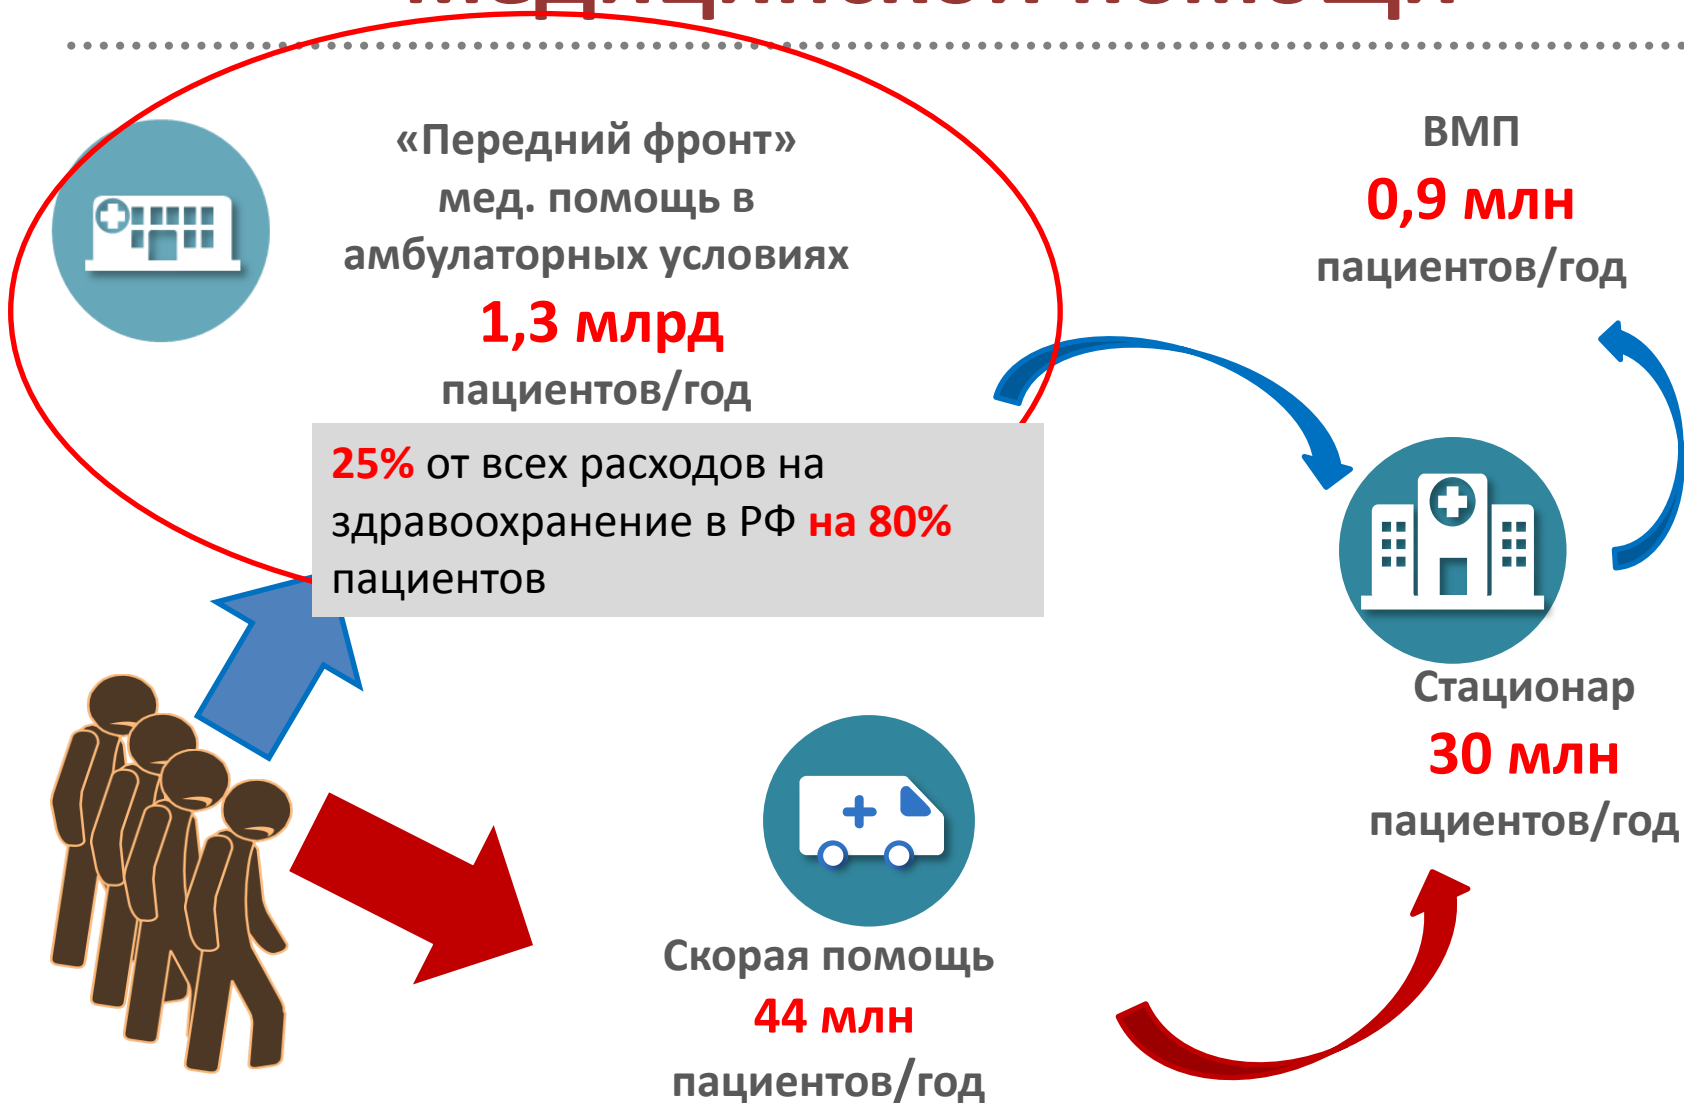 медицинской помощи
«Передний фронт»
мед. помощь в
амбулаторных условиях
1,3 млрд
пациентов/год
25% от всех расходов на
здравоохранение в РФ на 80%
пациентов
ВМП
0,9 млн
пациентов/год
Стационар
30 млн
пациентов/год
Скорая помощь
44 млн
пациентов/год